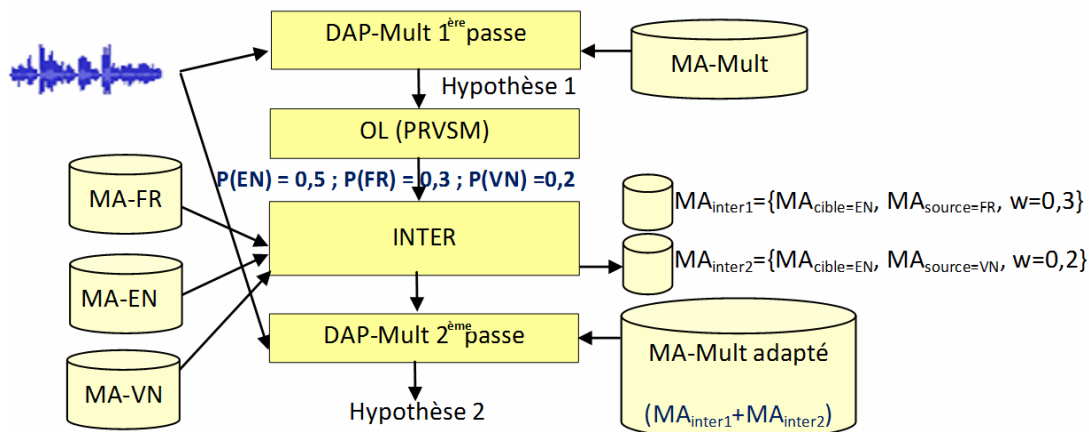 DAP-Mult 1ère passe
MA-Mult
Hypothèse 1
OL (PRVSM)
P(EN) = 0,5 ; P(FR) = 0,3 ; P(VN) =0,2
MA-FR
MAinter1={MAcible=EN, MAsource=FR, w=0,3}
INTER
MAinter2={MAcible=EN, MAsource=VN, w=0,2}
MA-EN
DAP-Mult 2ème passe
MA-Mult adapté
MA-VN
Hypothèse 2
(MAinter1+MAinter2)